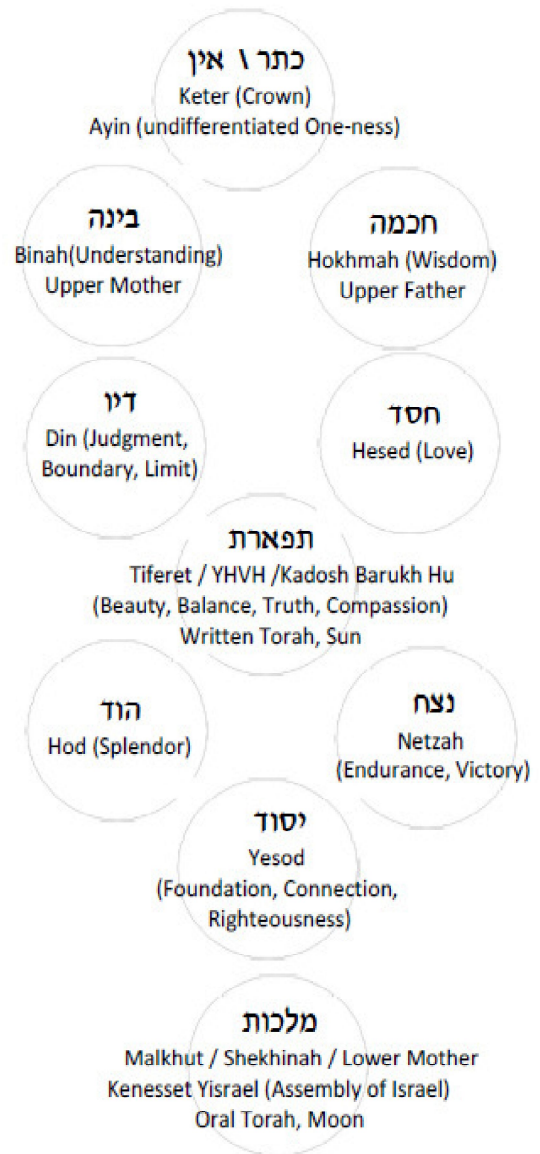 כתר \ אין
Keter (Crown)
Ayin (undifferentiated One-ness)
בינה
Binah(Understanding)
Upper Mother
חכמה
Hokhmah (Wisdom)
Upper Father
דיו
Din (Judgment,
Boundary, Limit)
חסד
Hesed (Love)
תפארת
Tiferet / YHVH /Kadosh Barukh Hu
(Beauty, Balance, Truth, Compassion)
Written Torah, Sun
הוד
Hod (Splendor)
נצח
Netzah
(Endurance, Victory)
יסוד
Yesod
(Foundation, Connection,
Righteousness)
מלכות
Malkhut / Shekhinah / Lower Mother
Kenesset Yisrael (Assembly of Israel)
Oral Torah, Moon